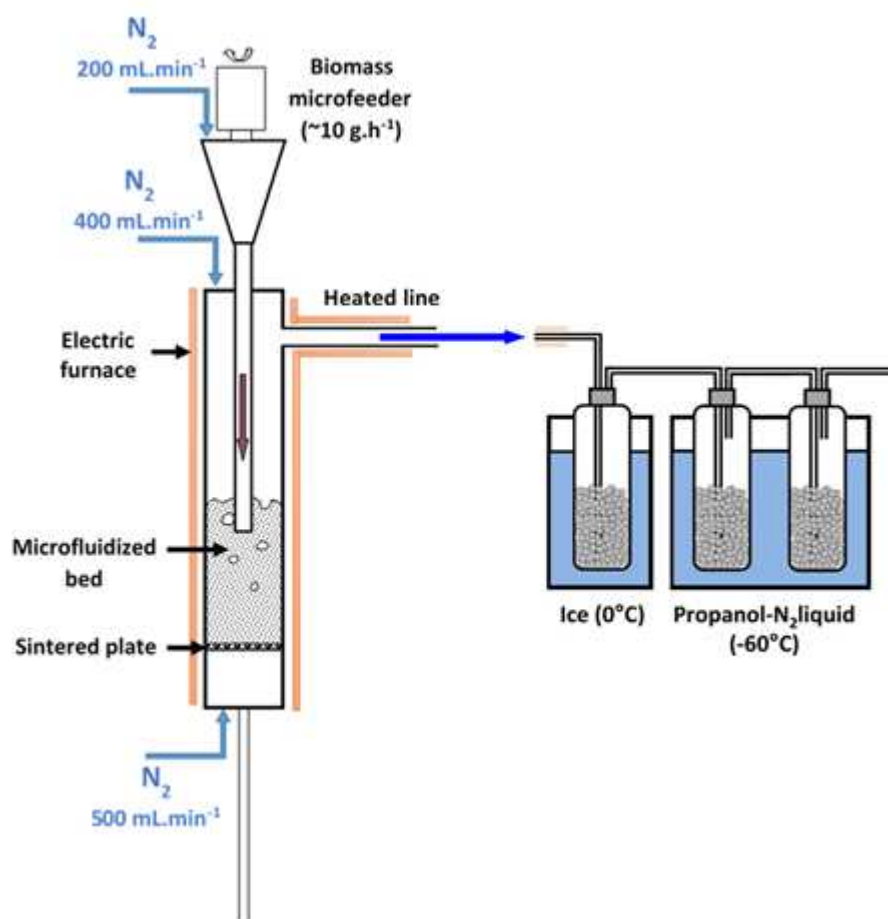 N₂
200 mL.min⁻¹
Biomass
microfeeder
(~10 g.h⁻¹)
N₂
400 mL.min⁻¹
Heated line
Electric
furnace
Microfluidized
bed
Ice (0°C)
Propanol-N₂liquid
(-60°C)
Sintered plate
N₂
500 mL.min⁻¹